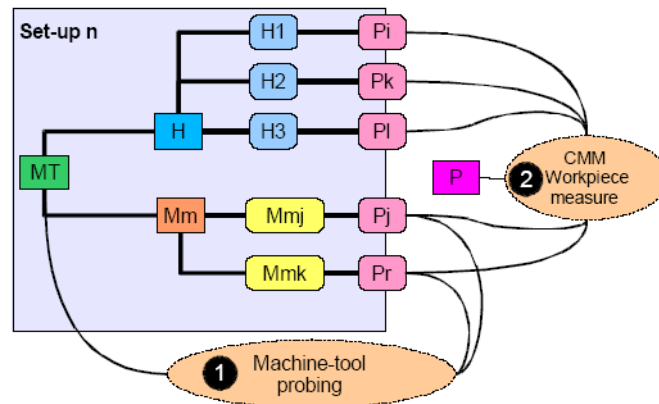 Set-up n
H1
Pi
H2
Pk
H
H3
Pl
MT
P
2
CMM
Workpiece
measure
Mm
Mmj
Pj
Mmk
Pr
1
Machine-tool
probing